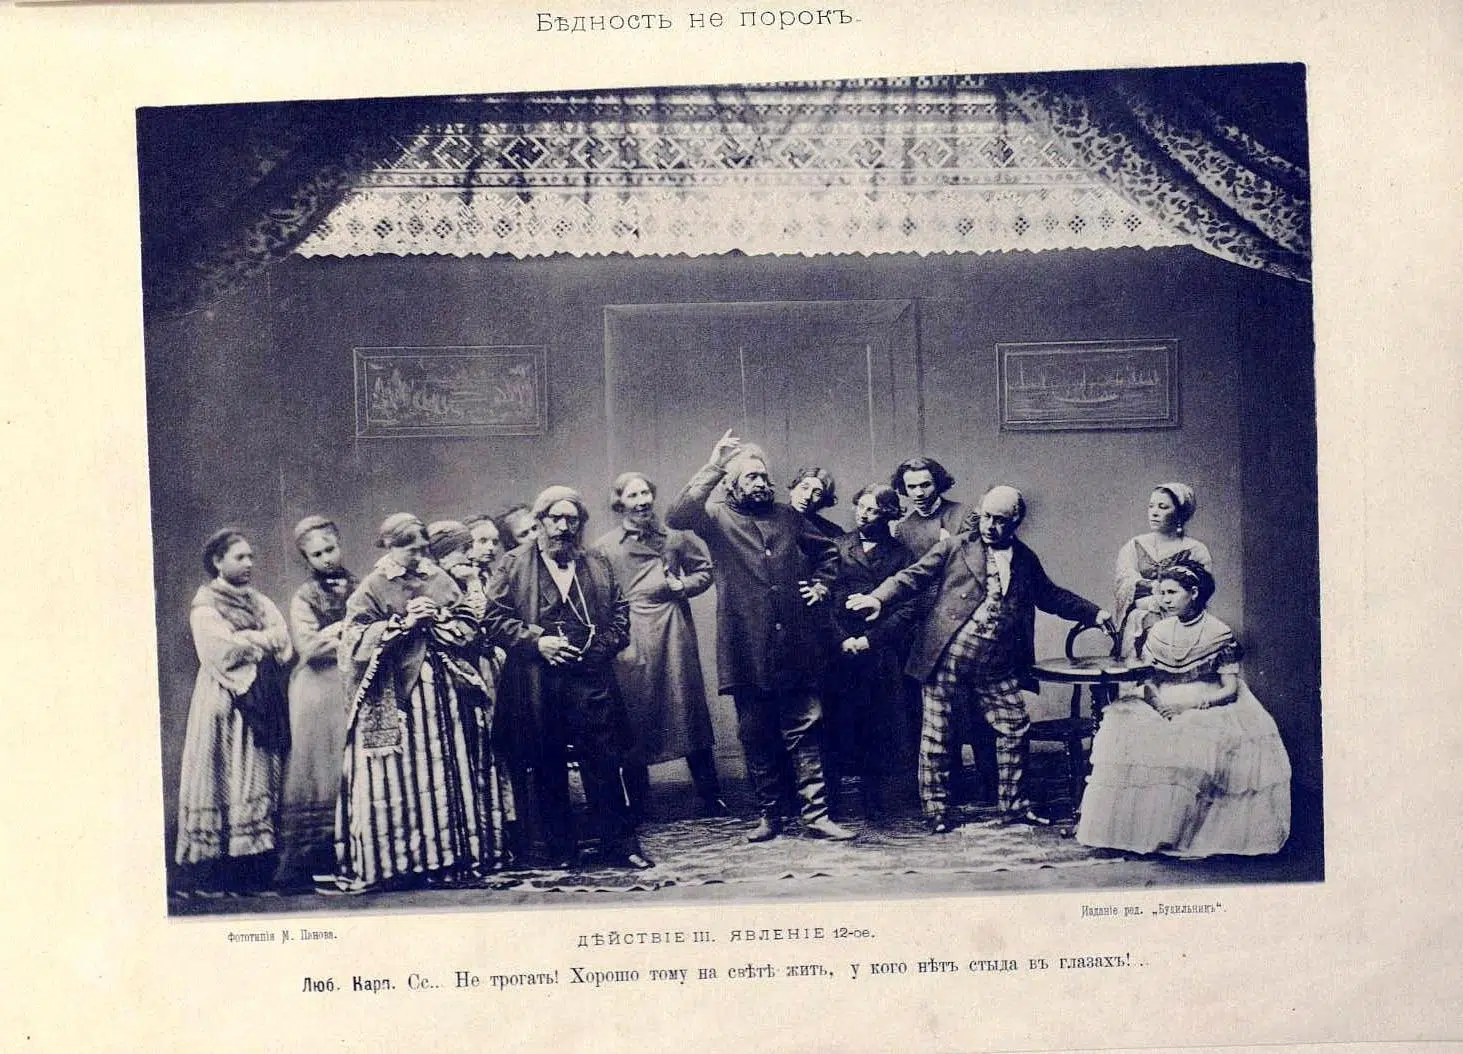 Бѣдность не порокъ.
Фототипія М. Панова.
Изданіе ред. „Будильникъ“.
ДѢЙСТВІЕ III. ЯВЛЕНІЕ 12-ое.
Люб. Карп. Сс... Не трогать! Хорошо тому на свѣтѣ жить, у кого нѣтъ стыда въ глазахъ!...